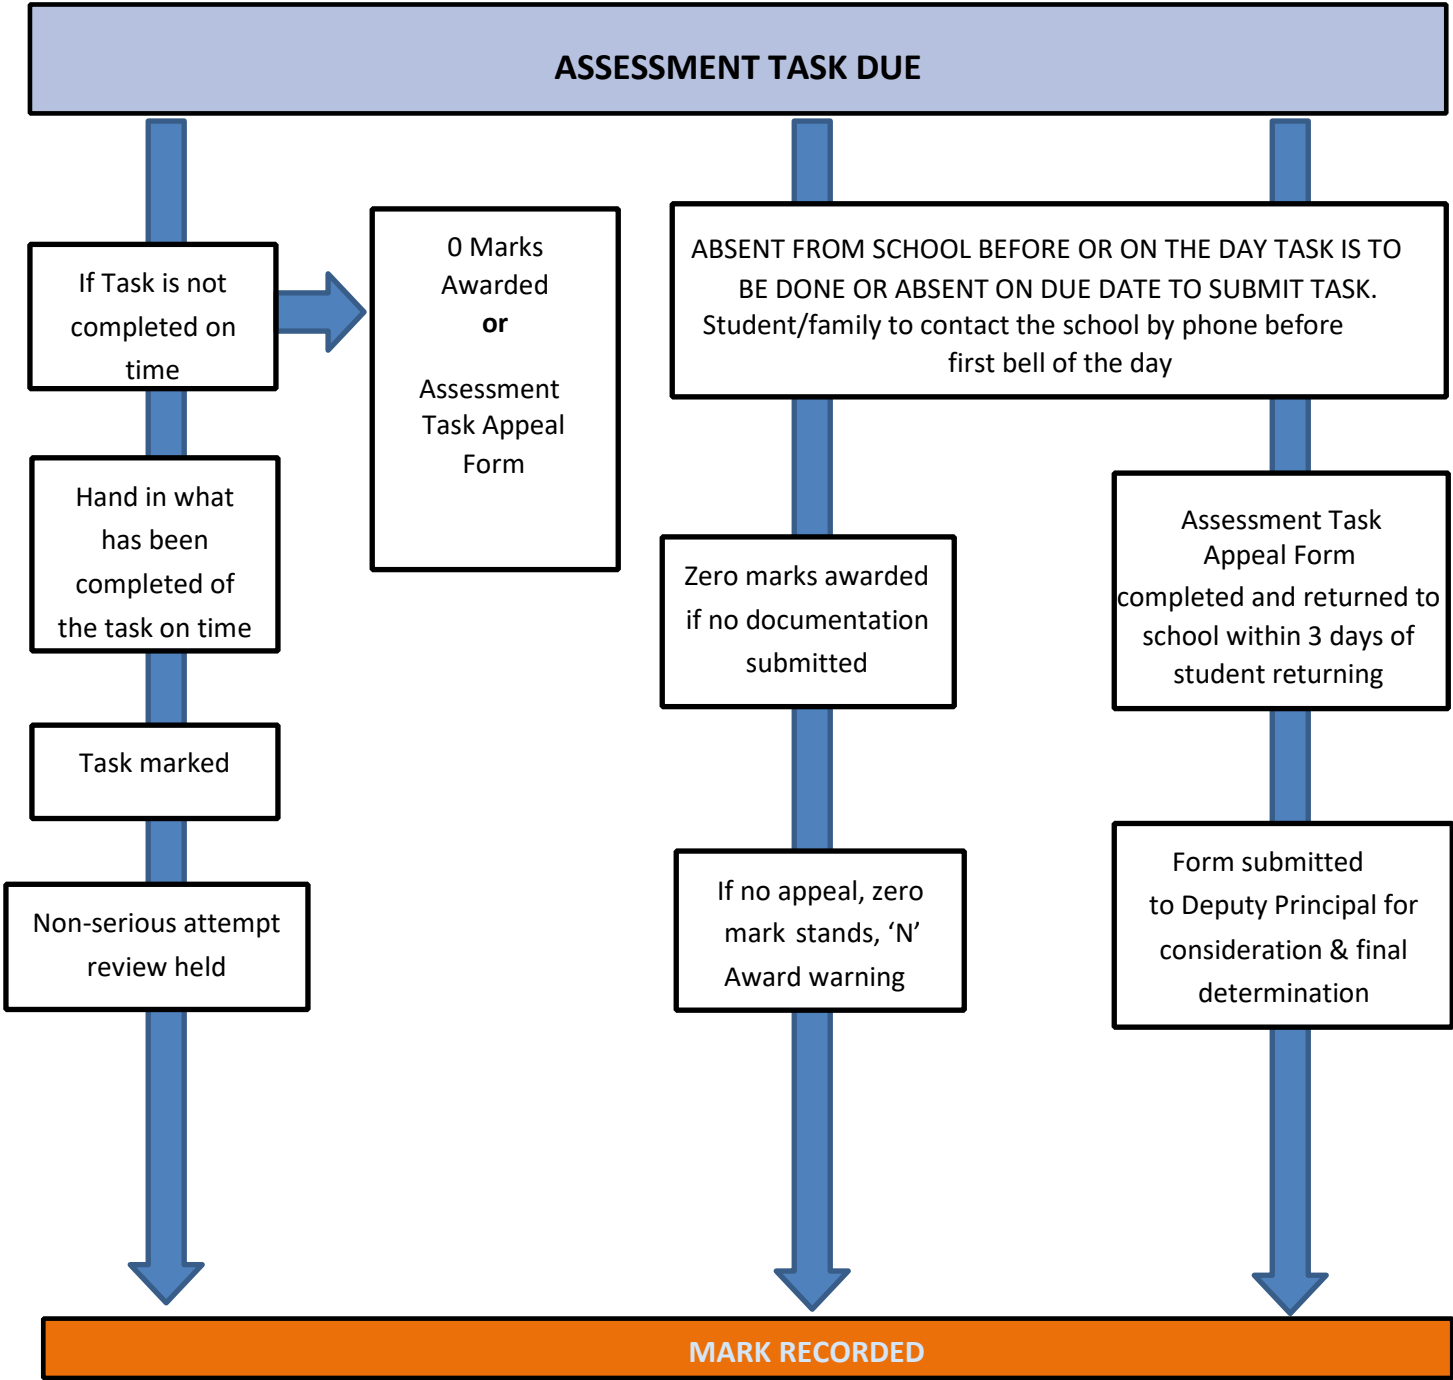 ASSESSMENT TASK DUE
If Task is not
completed on
time
0 Marks
Awarded
or
Assessment
Task Appeal
Form
ABSENT FROM SCHOOL BEFORE OR ON THE DAY TASK IS TO
BE DONE OR ABSENT ON DUE DATE TO SUBMIT TASK.
Student/family to contact the school by phone before
first bell of the day
Hand in what
has been
completed of
the task on time
Zero marks awarded
if no documentation
submitted
Assessment Task
Appeal Form
completed and returned to
school within 3 days of
student returning
Task marked
Non-serious attempt
review held
If no appeal, zero
mark stands, ‘N’
Award warning
Form submitted
to Deputy Principal for
consideration & final
determination
MARK RECORDED